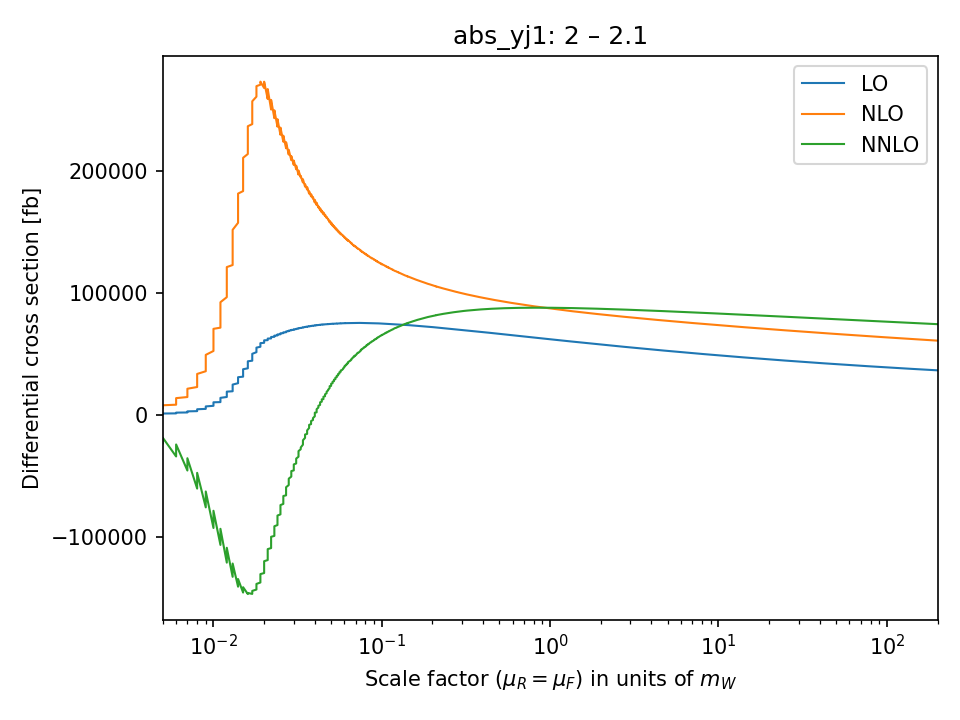 abs_yj1: 2 – 2.1
LO
NLO
NNLO
Differential cross section [fb]
200000
100000
0
−100000
10⁻² 10⁻¹ 10⁰ 10¹ 10²
Scale factor (μ_R = μ_F) in units of m_W